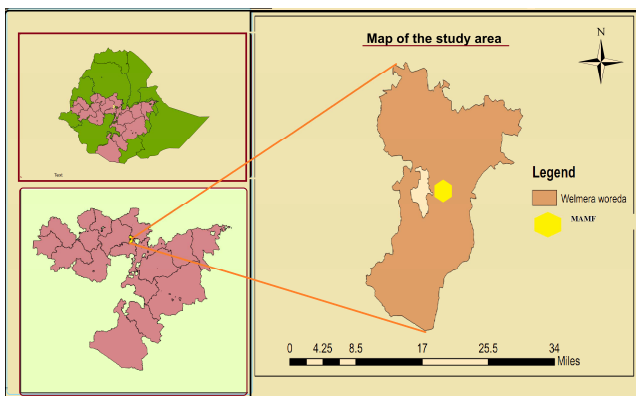 Map of the study area
N
Text
Legend
Welmera woreda
MAMF
0 4.25 8.5 17 25.5 34
Miles